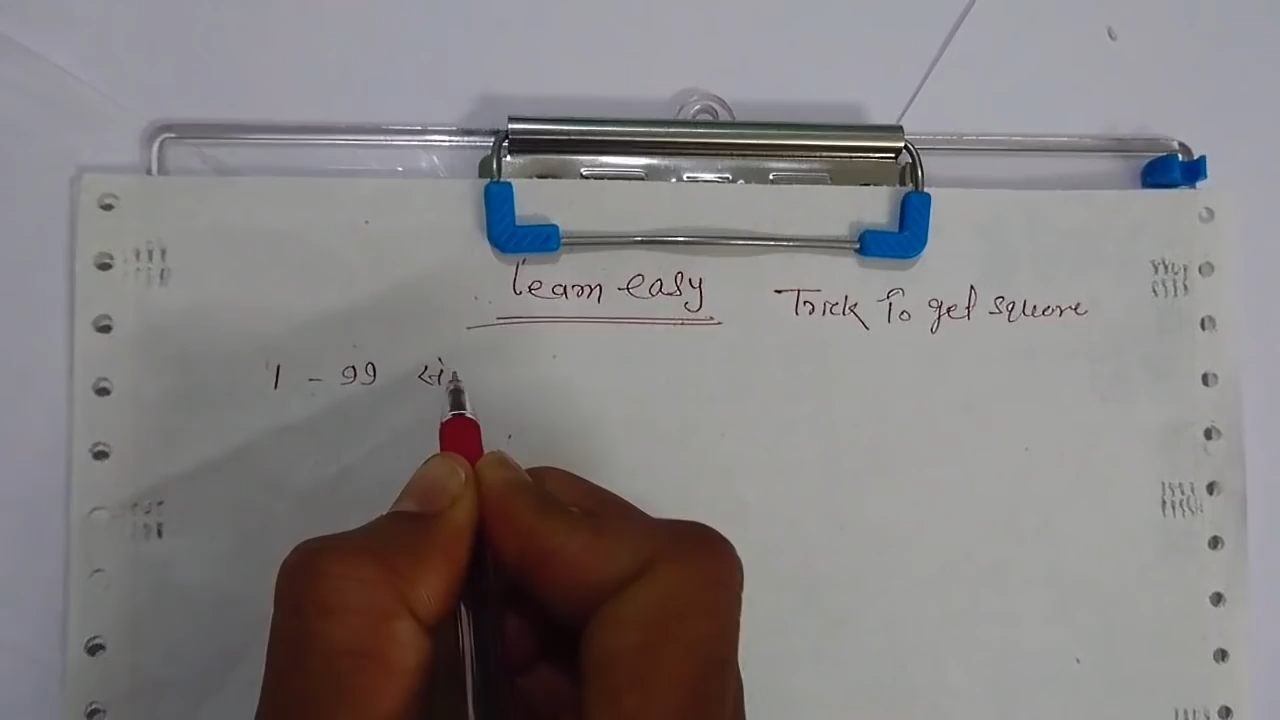 learn easy Trick To get square
1 - 99 સં